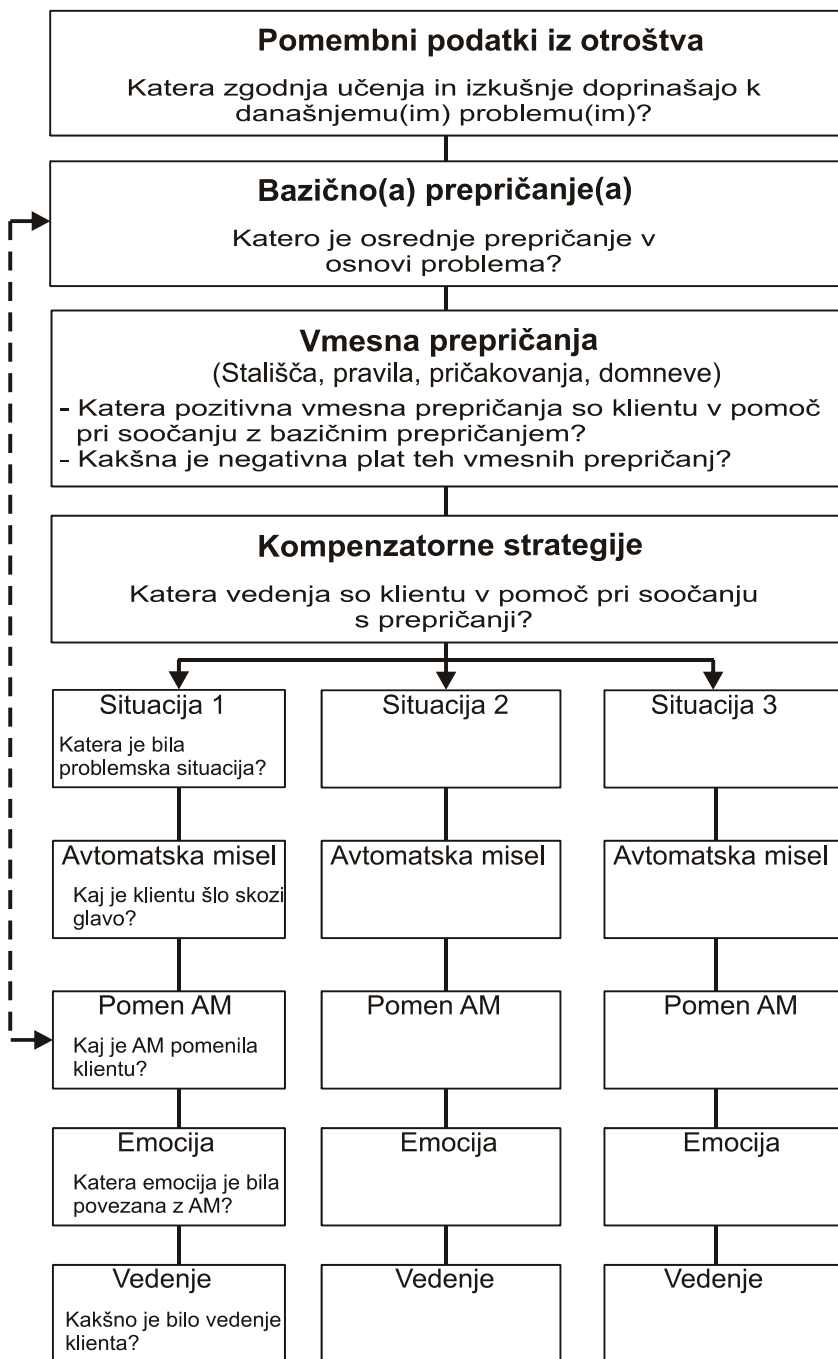 Pomembni podatki iz otroštva
Katera zgodnja učenja in izkušnje doprinašajo k
današnjemu(im) problemu(im)?
Bazično(a) prepričanje(a)
Katero je osrednje prepričanje v
osnovi problema?
Vmesna prepričanja
(Stališča, pravila, pričakovanja, domneve)
- Katera pozitivna vmesna prepričanja so klientu v pomoč
pri soočanju z bazičnim prepričanjem?
- Kakšna je negativna plat teh vmesnih prepričanj?
Kompenzatorne strategije
Katera vedenja so klientu v pomoč pri soočanju
s prepričanji?
Situacija 1
Katera je bila
problemska situacija?
Situacija 2
Situacija 3
Avtomatska misel
Kaj je klientu šlo skozi
glavo?
Avtomatska misel
Avtomatska misel
Pomen AM
Kaj je AM pomenila
klientu?
Pomen AM
Pomen AM
Emocija
Katera emocija je bila
povezana z AM?
Emocija
Emocija
Vedenje
Kakšno je bilo vedenje
klienta?
Vedenje
Vedenje